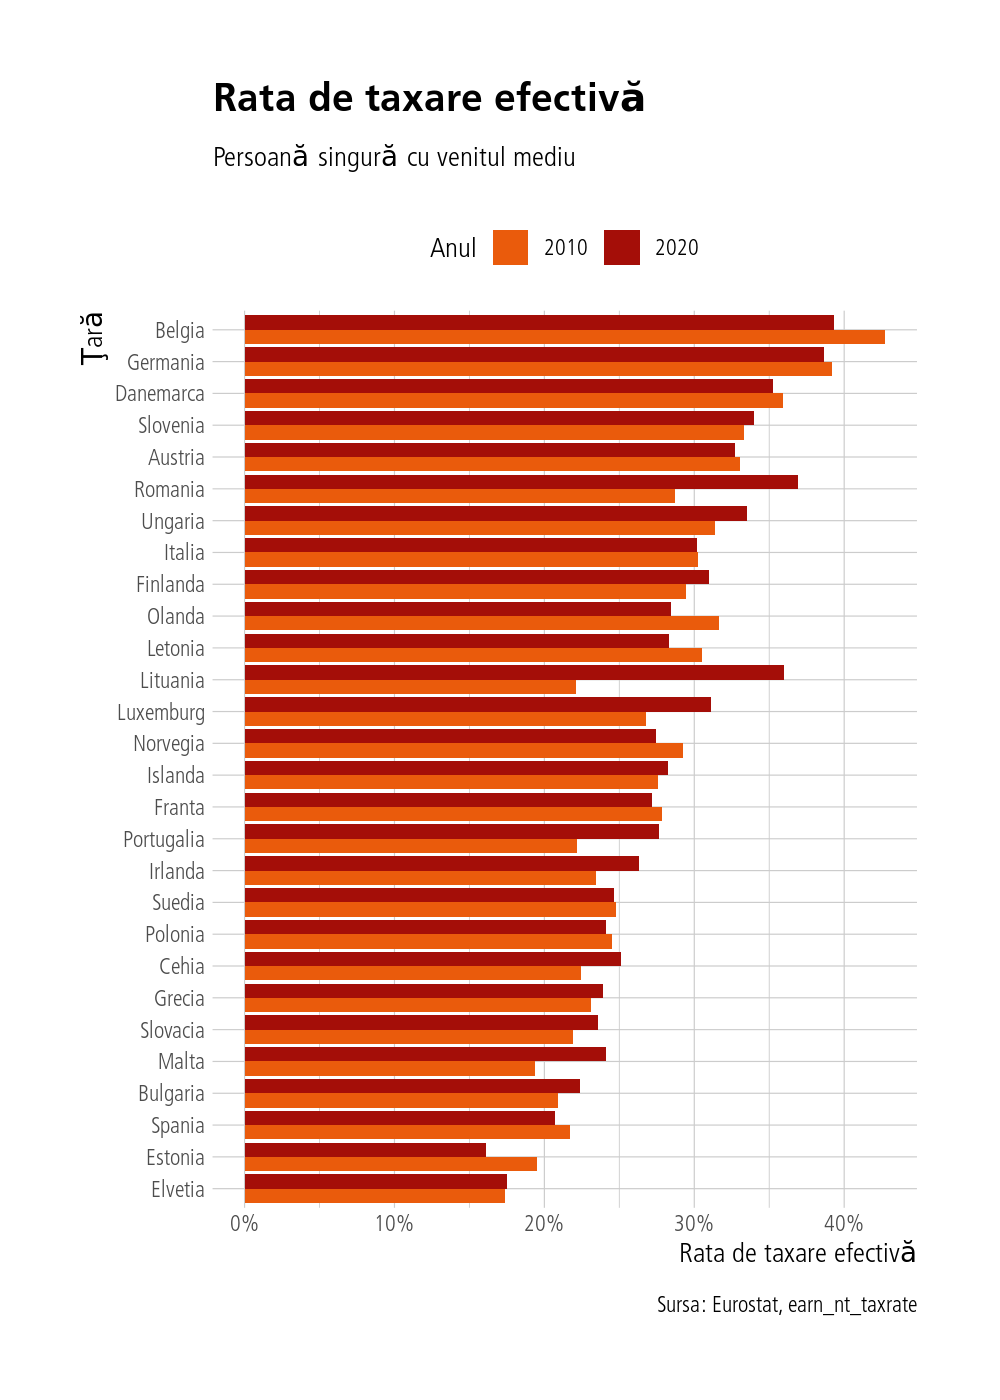 Rata de taxare efectivă
Persoană singură cu venitul mediu
Anul 2010 2020
Ţară
Belgia
Germania
Danemarca
Slovenia
Austria
Romania
Ungaria
Italia
Finlanda
Olanda
Letonia
Lituania
Luxemburg
Norvegia
Islanda
Franta
Portugalia
Irlanda
Suedia
Polonia
Cehia
Grecia
Slovacia
Malta
Bulgaria
Spania
Estonia
Elvetia
0% 10% 20% 30% 40%
Rata de taxare efectivă
Sursa: Eurostat, earn_nt_taxrate